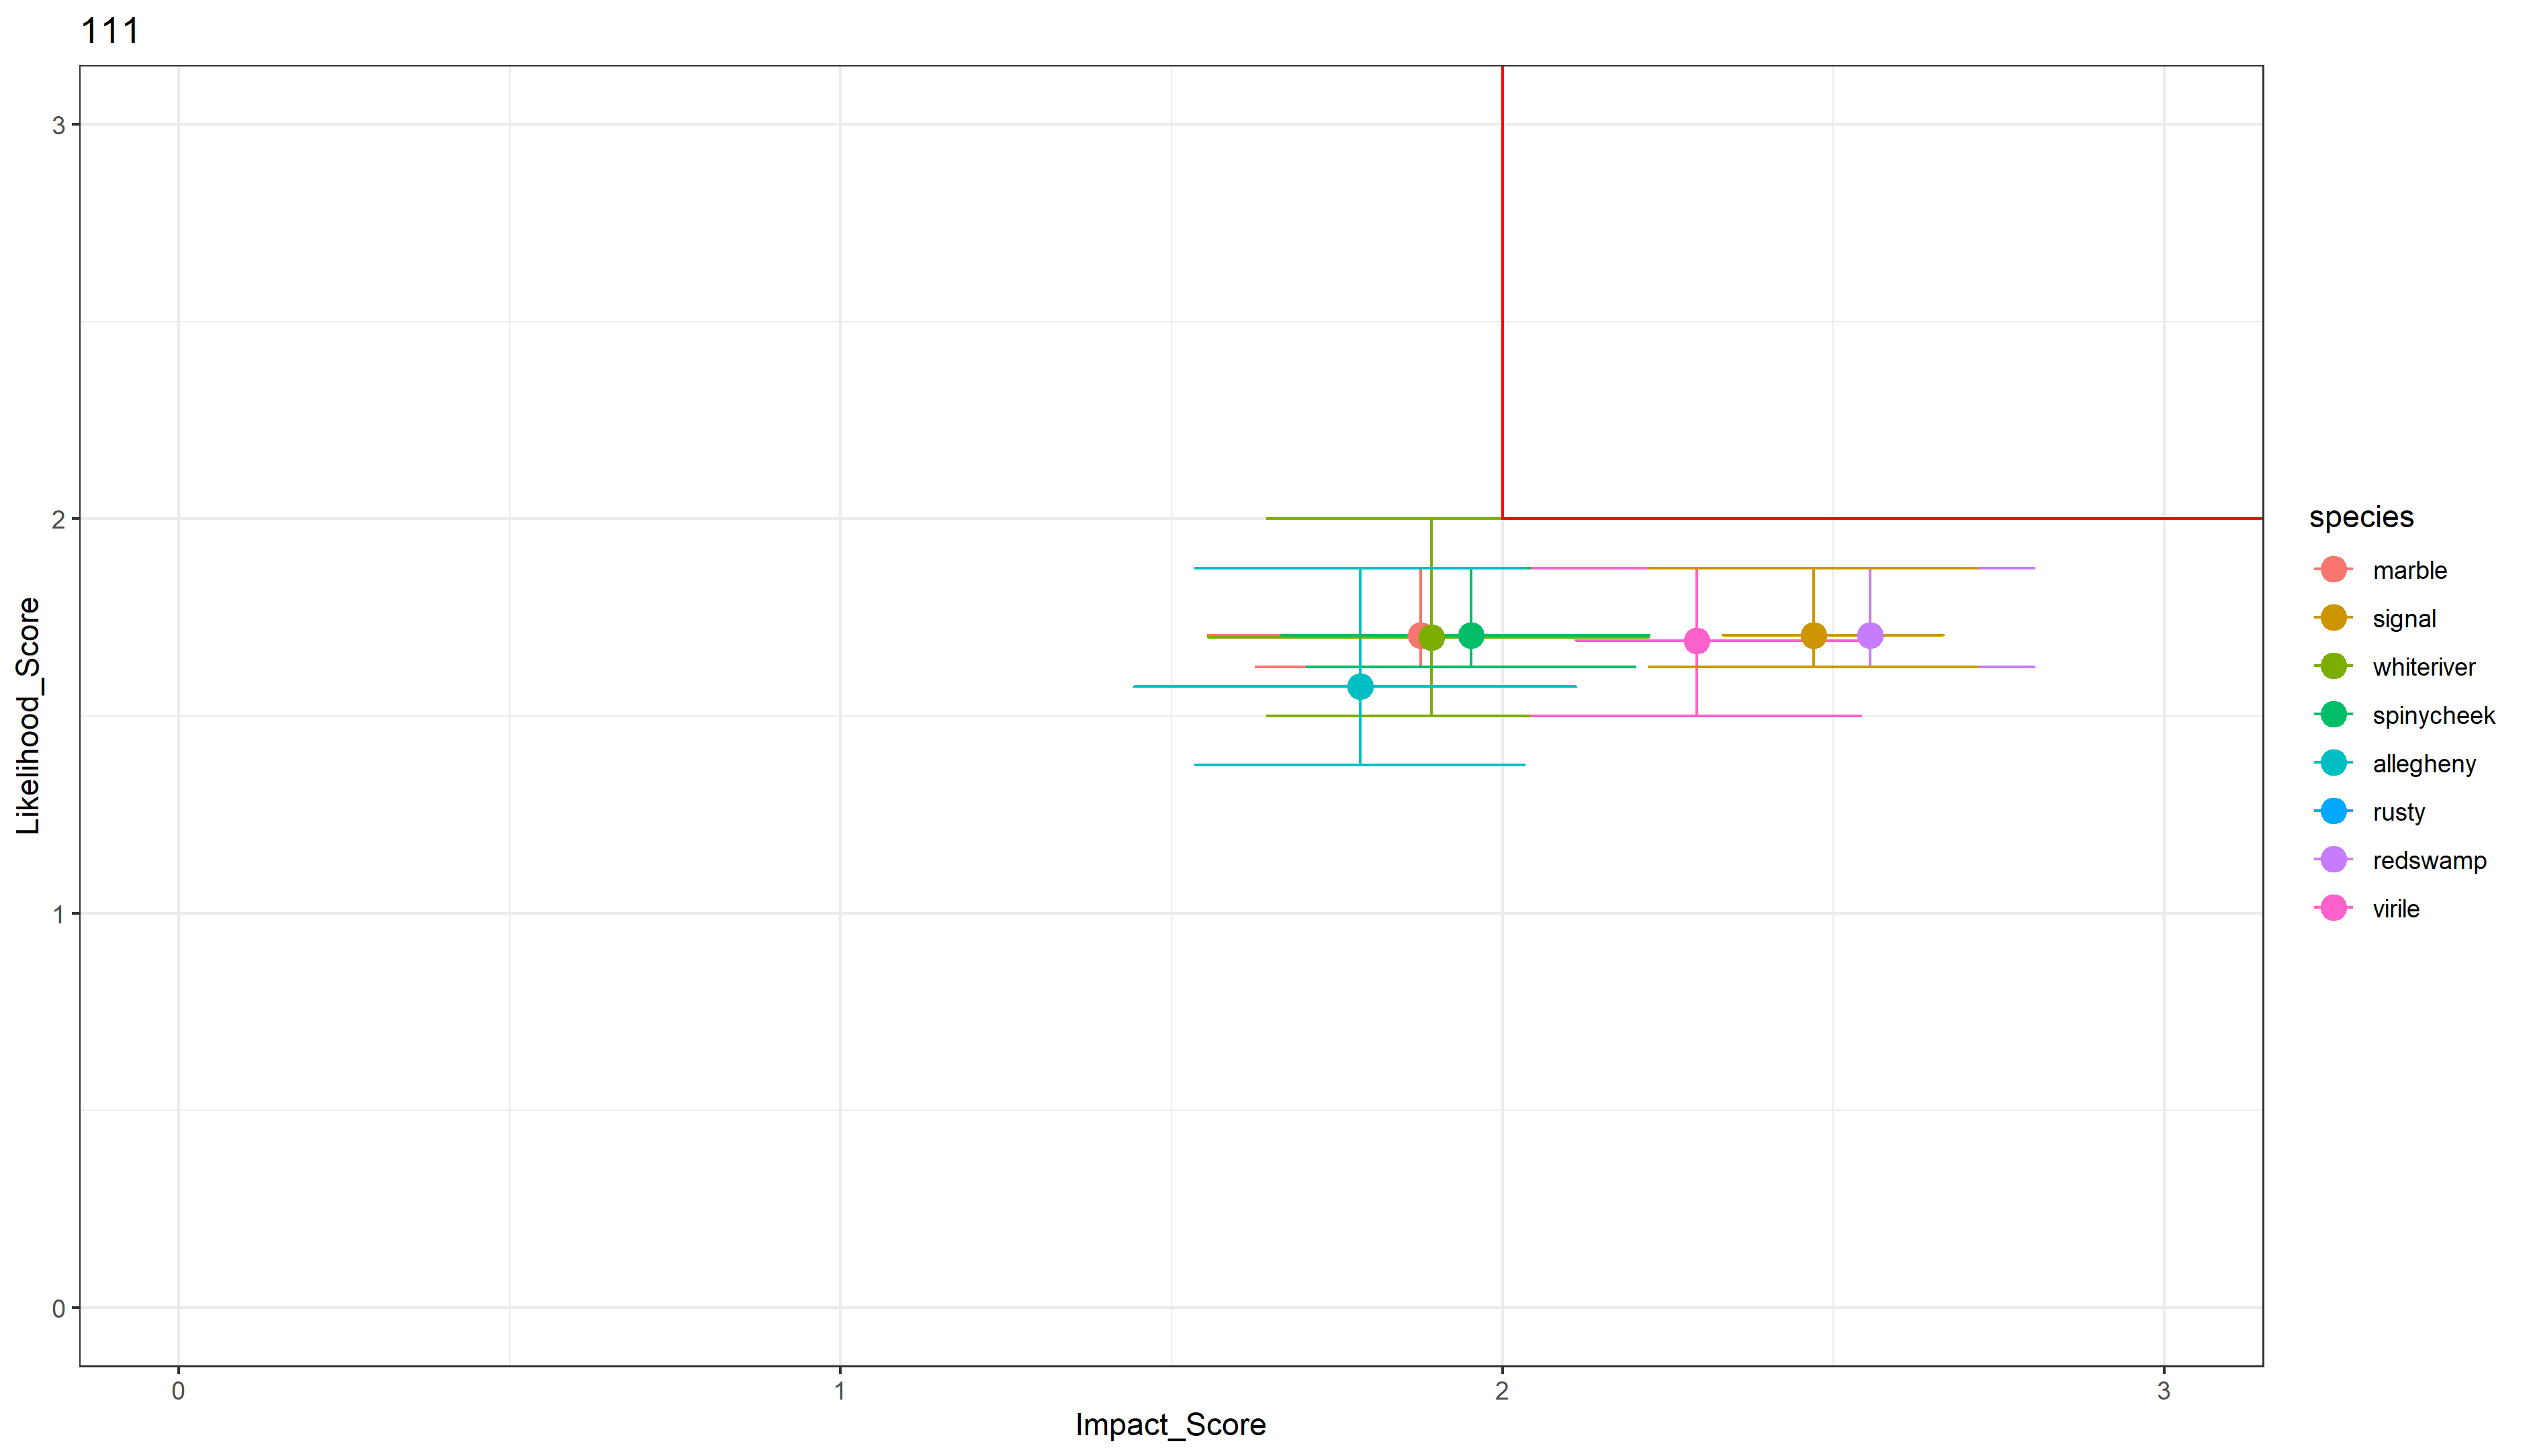 111
3
2
1
0
Likelihood_Score
0
1
2
3
Impact_Score
species
marble
signal
whiteriver
spinycheek
allegheny
rusty
redswamp
virile